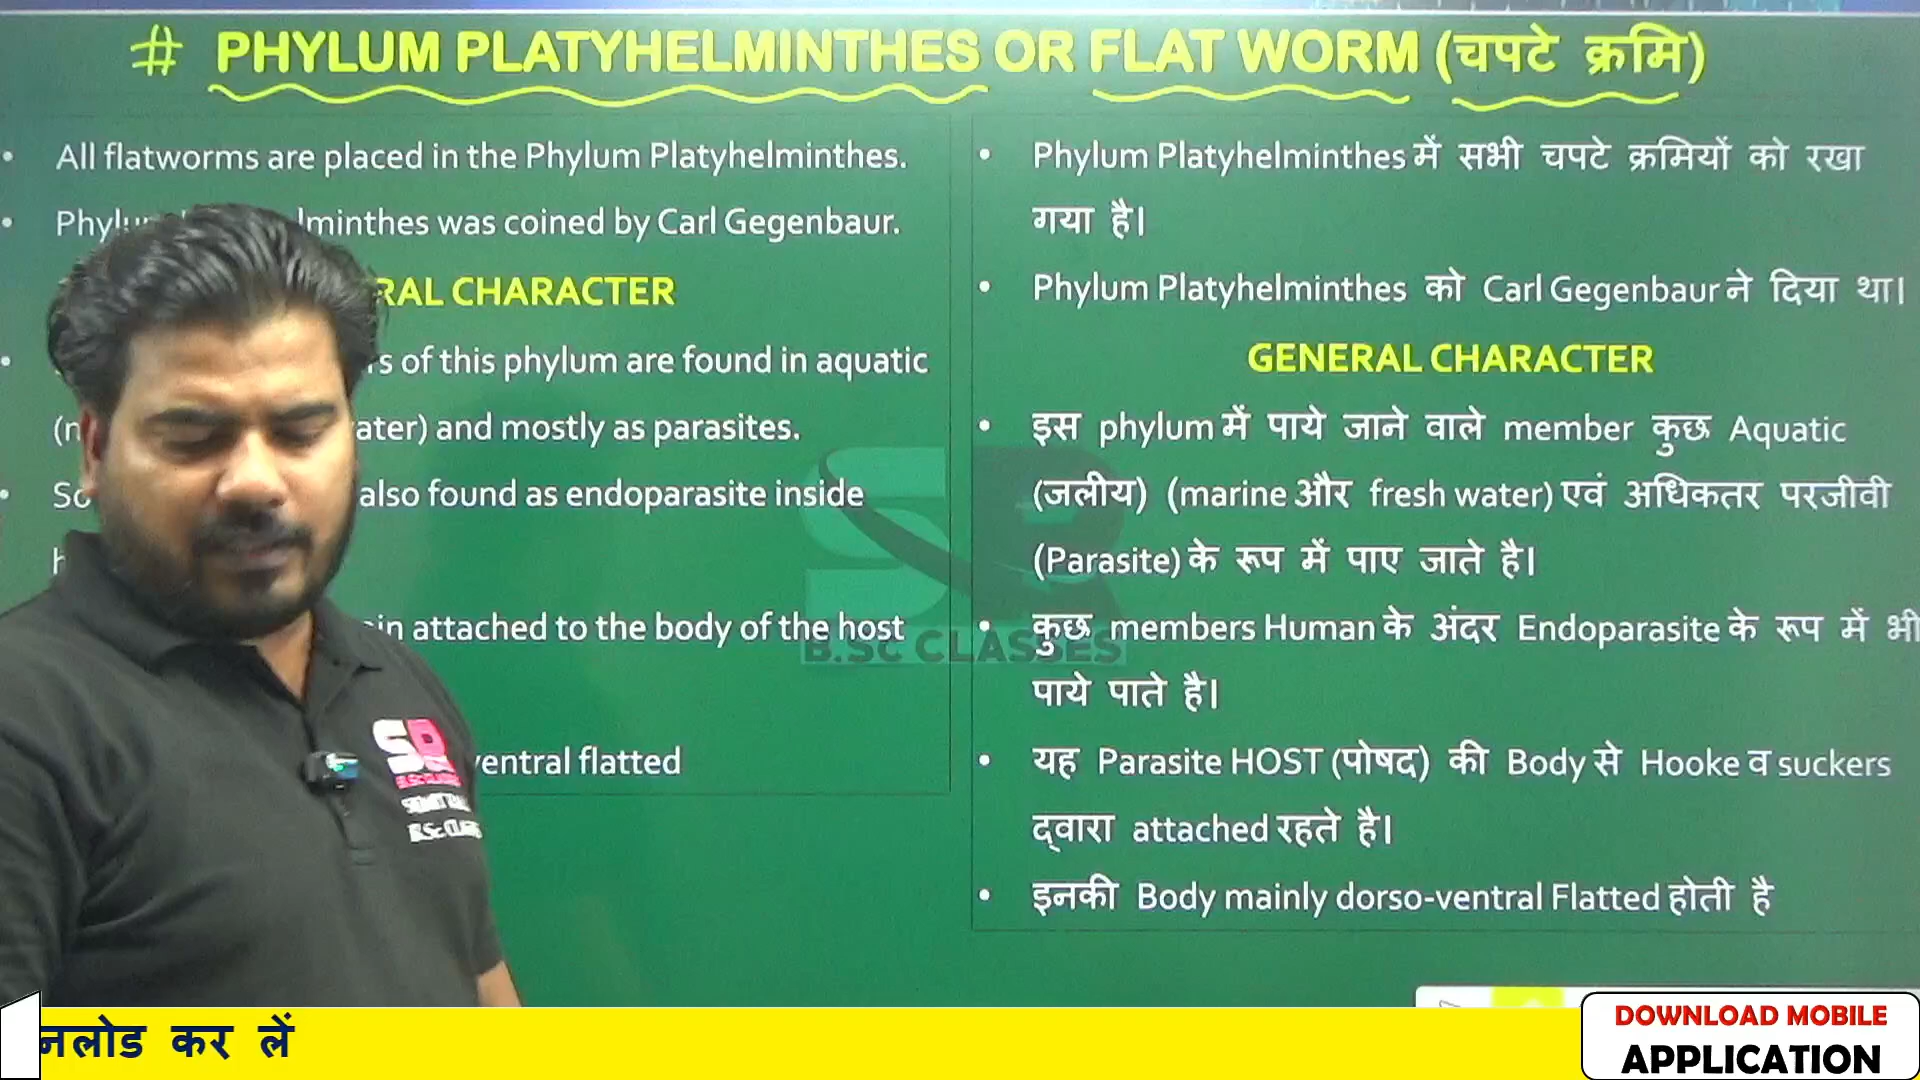 # PHYLUM PLATYHELMINTHES OR FLAT WORM (चपटे क्रमि)
• All flatworms are placed in the Phylum Platyhelminthes.
• lminthes was coined by Carl Gegenbaur.
CHARACTER
• of this phylum are found in aquatic
and mostly as parasites.
• also found as endoparasite inside
attached to the body of the host
ventral flatted
• Phylum Platyhelminthes में सभी चपटे क्रमियों को रखा
गया है।
• Phylum Platyhelminthes को Carl Gegenbaur ने दिया था।
GENERAL CHARACTER
• इस phylum में पाये जाने वाले member कुछ Aquatic
(जलीय) (marine और fresh water) एवं अधिकतर परजीवी
(Parasite) के रूप में पाए जाते है।
• कुछ members Human के अंदर Endoparasite के रूप में भी
पाये पाते है।
• यह Parasite HOST (पोषद) की Body से Hooke व suckers
द्वारा attached रहते है।
• इनकी Body mainly dorso-ventral Flatted होती है
SR
B.SC CLASSES
SR
B.Sc CLASSES
नलोड कर लें
DOWNLOAD MOBILE
APPLICATION